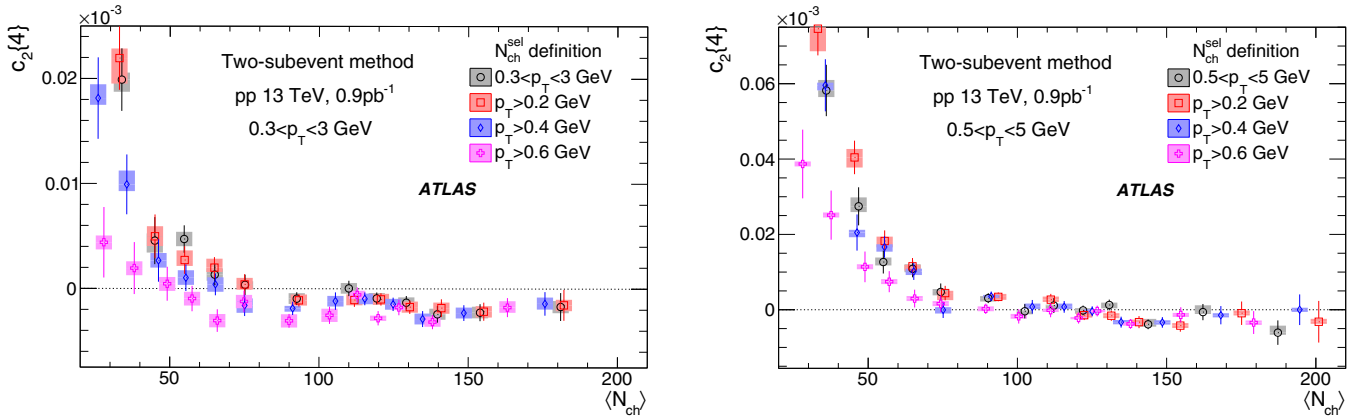 ×10⁻³
c₂{4}
0.02
0.01
0
Two-subevent method
pp 13 TeV, 0.9pb⁻¹
0.3<p_T<3 GeV
N_ch^sel definition
0.3<p_T<3 GeV
p_T>0.2 GeV
p_T>0.4 GeV
p_T>0.6 GeV
ATLAS
50 100 150 200
⟨N_ch⟩
×10⁻³
c₂{4}
0.06
0.04
0.02
0
Two-subevent method
pp 13 TeV, 0.9pb⁻¹
0.5<p_T<5 GeV
N_ch^sel definition
0.5<p_T<5 GeV
p_T>0.2 GeV
p_T>0.4 GeV
p_T>0.6 GeV
ATLAS
50 100 150 200
⟨N_ch⟩